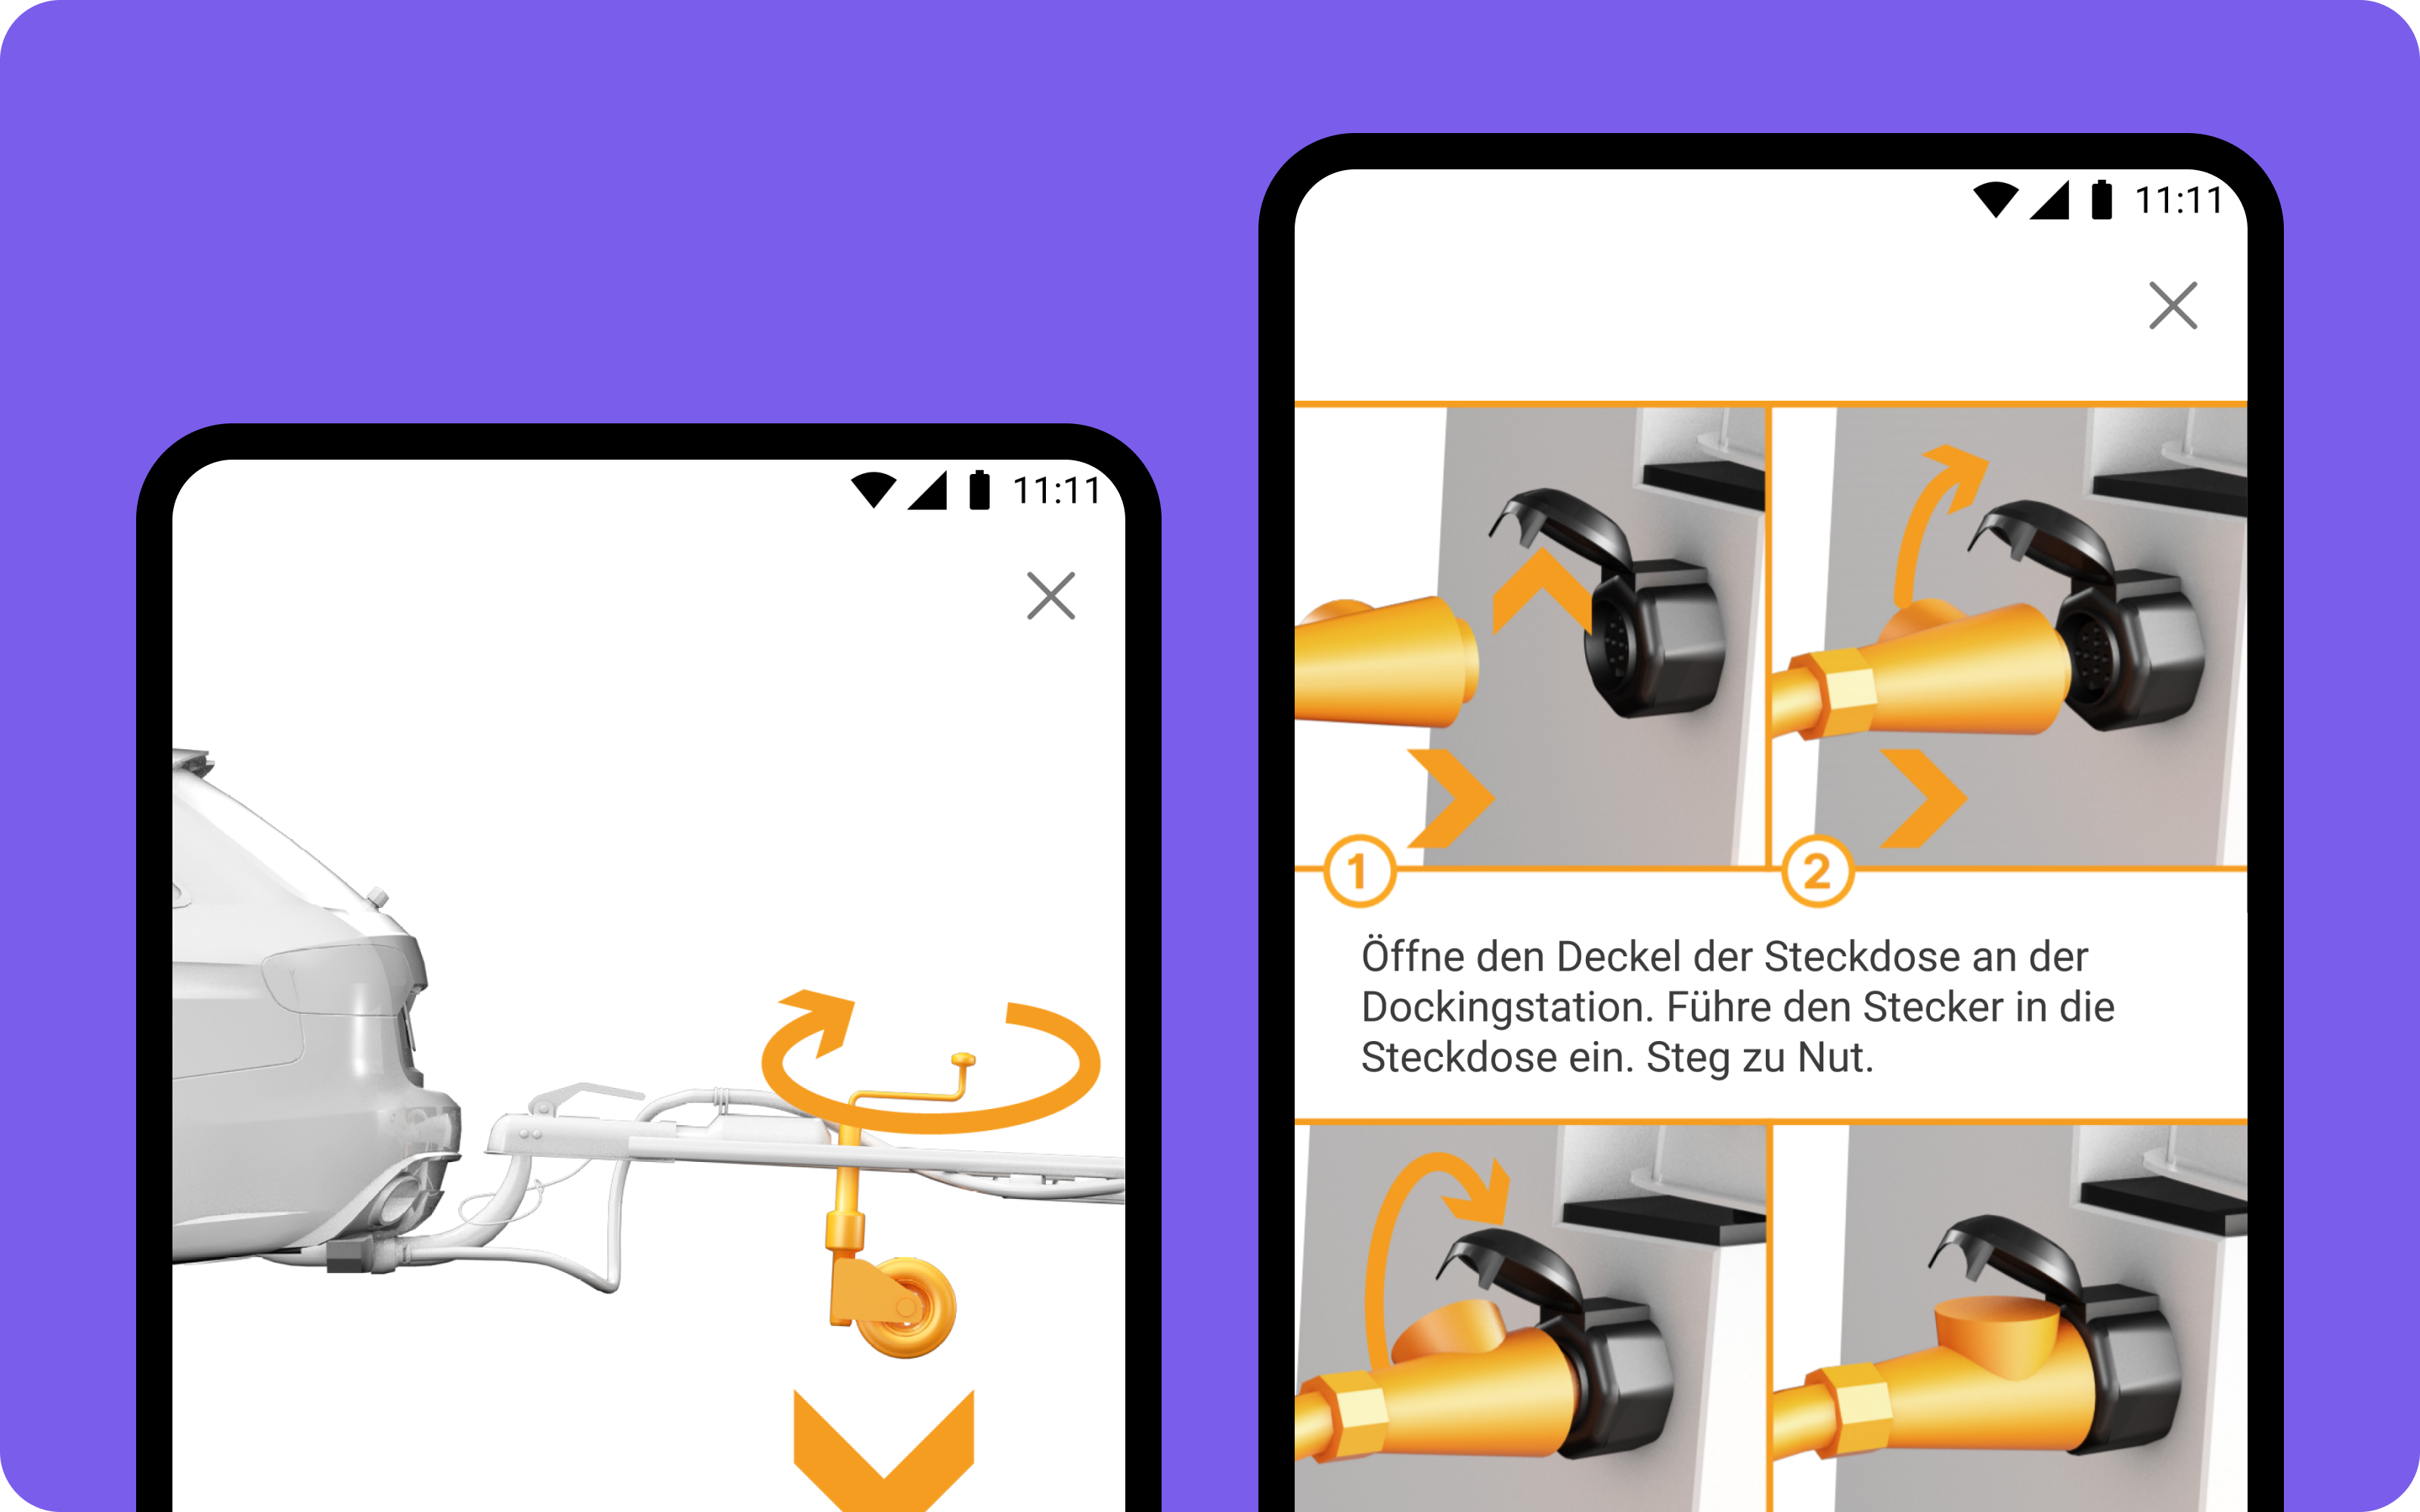 11:11
11:11
1
2
Öffne den Deckel der Steckdose an der
Dockingstation. Führe den Stecker in die
Steckdose ein. Steg zu Nut.